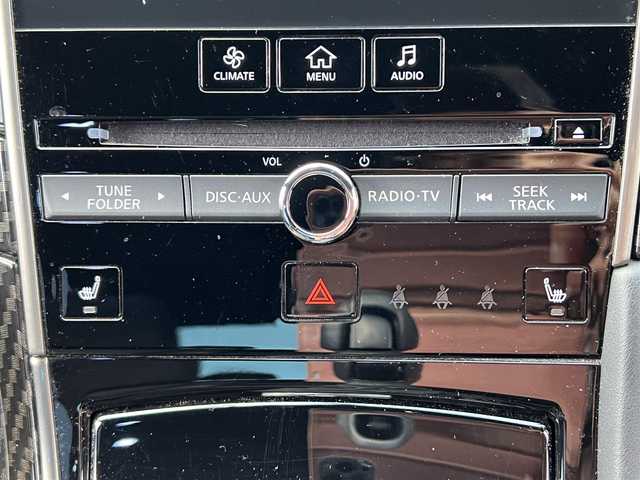 CLIMATE
MENU
AUDIO
VOL
TUNE
FOLDER
DISC·AUX
RADIO·TV
SEEK
TRACK